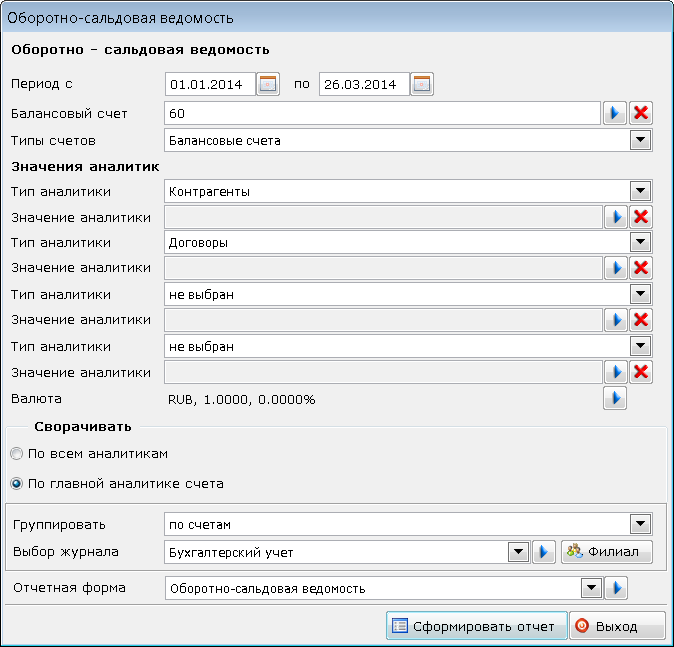 Оборотно-сальдовая ведомость
Оборотно - сальдовая ведомость
Период с 01.01.2014 по 26.03.2014
Балансовый счет 60
Типы счетов Балансовые счета
Значения аналитик
Тип аналитики Контрагенты
Значение аналитики
Тип аналитики Договоры
Значение аналитики
Тип аналитики не выбран
Значение аналитики
Тип аналитики не выбран
Значение аналитики
Валюта RUB, 1.0000, 0.0000%
Сворачивать
По всем аналитикам
По главной аналитике счета
Группировать по счетам
Выбор журнала Бухгалтерский учет Филиал
Отчетная форма Оборотно-сальдовая ведомость
Сформировать отчет Выход